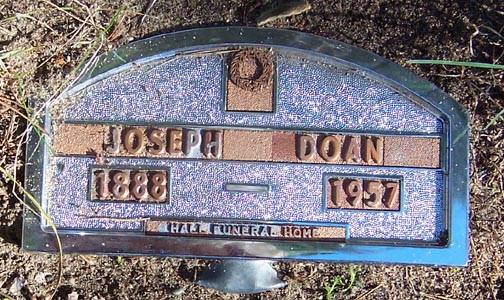 JOSEPH DOAN
1888 - 1957
HALL FUNERAL HOME